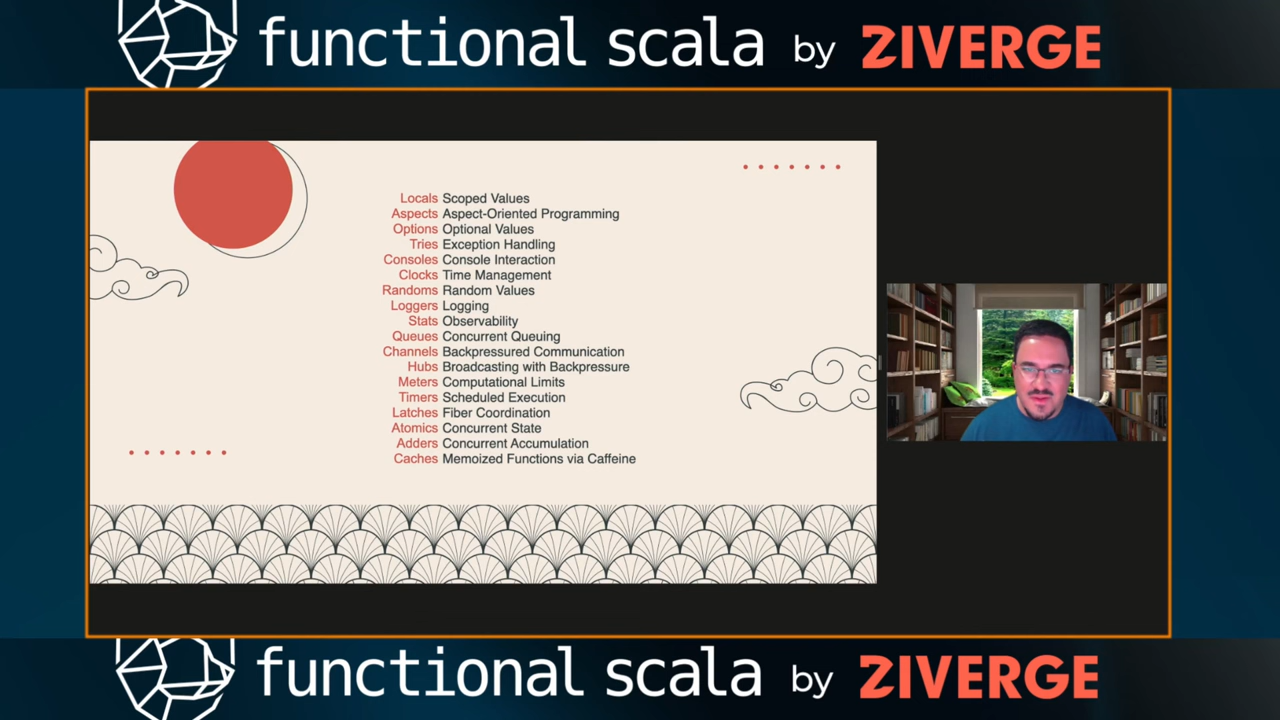 functional scala by ZIVERGE
Locals Scoped Values
Aspects Aspect-Oriented Programming
Options Optional Values
Tries Exception Handling
Consoles Console Interaction
Clocks Time Management
Randoms Random Values
Loggers Logging
Stats Observability
Queues Concurrent Queuing
Channels Backpressured Communication
Hubs Broadcasting with Backpressure
Meters Computational Limits
Timers Scheduled Execution
Latches Fiber Coordination
Atomics Concurrent State
Adders Concurrent Accumulation
Caches Memoized Functions via Caffeine
functional scala by ZIVERGE